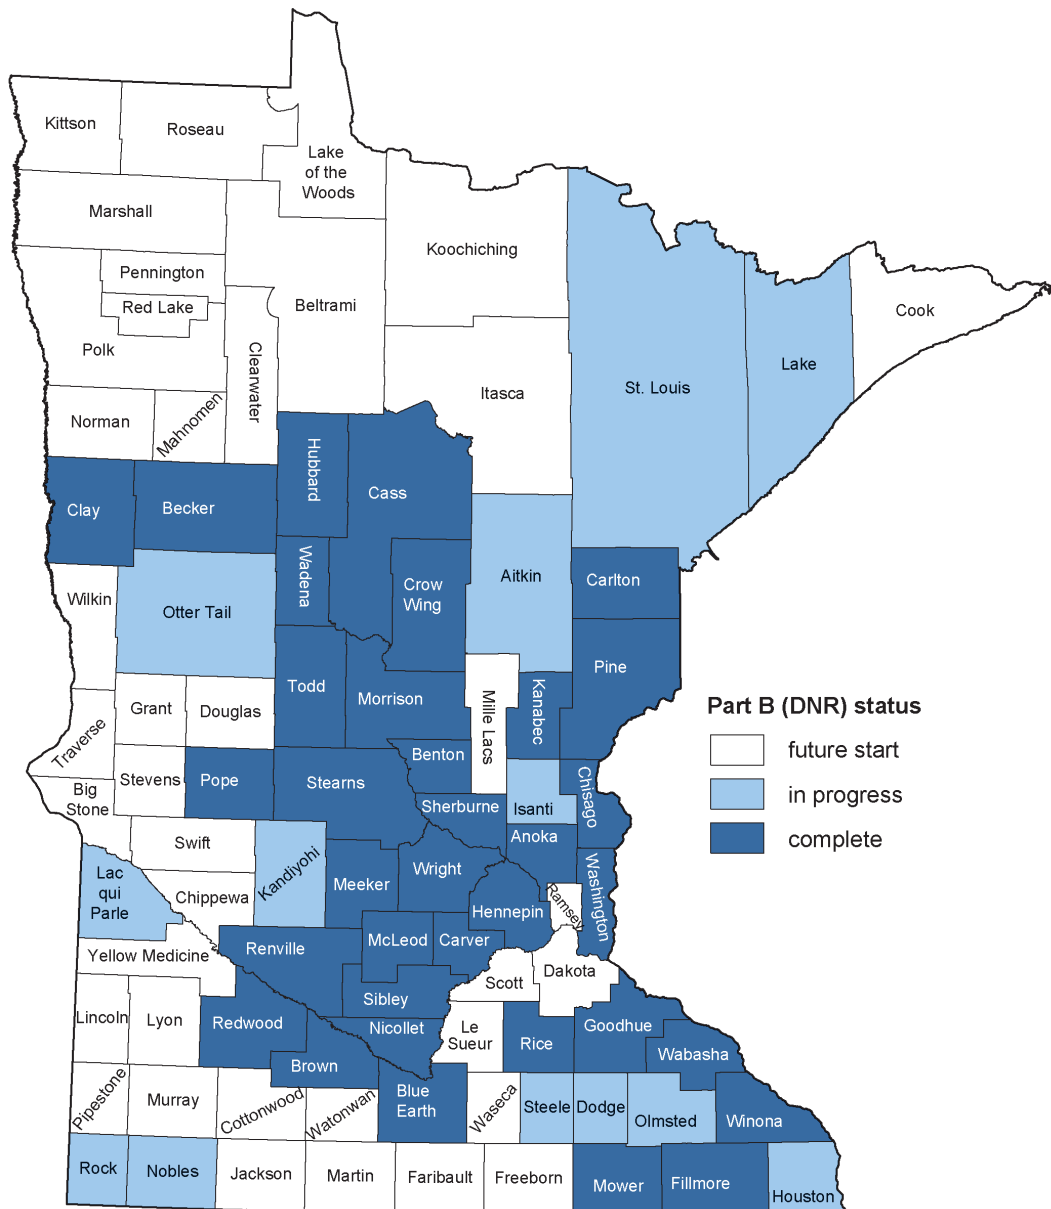 Kittson
Roseau
Lake
of the
Woods
Marshall
Koochiching
Pennington
Red Lake
Beltrami
Cook
Polk
Clearwater
Lake
St. Louis
Itasca
Norman
Mahnomen
Hubbard
Cass
Clay
Becker
Wadena
Aitkin
Carlton
Crow
Wing
Wilkin
Otter Tail
Pine
Todd
Morrison
Mille Lacs
Kanabec
Grant
Douglas
Traverse
Part B (DNR) status
future start
in progress
complete
Benton
Stevens
Pope
Stearns
Big
Stone
Sherburne
Isanti
Chisago
Swift
Anoka
Kandiyohi
Wright
Lac
qui
Parle
Chippewa
Meeker
Hennepin
Ramsey
Washington
Renville
McLeod
Carver
Yellow Medicine
Scott
Dakota
Sibley
Lincoln
Lyon
Redwood
Nicollet
Le
Sueur
Rice
Goodhue
Wabasha
Brown
Pipestone
Murray
Cottonwood
Watonwan
Blue
Earth
Waseca
Steele
Dodge
Olmsted
Winona
Rock
Nobles
Jackson
Martin
Faribault
Freeborn
Mower
Fillmore
Houston